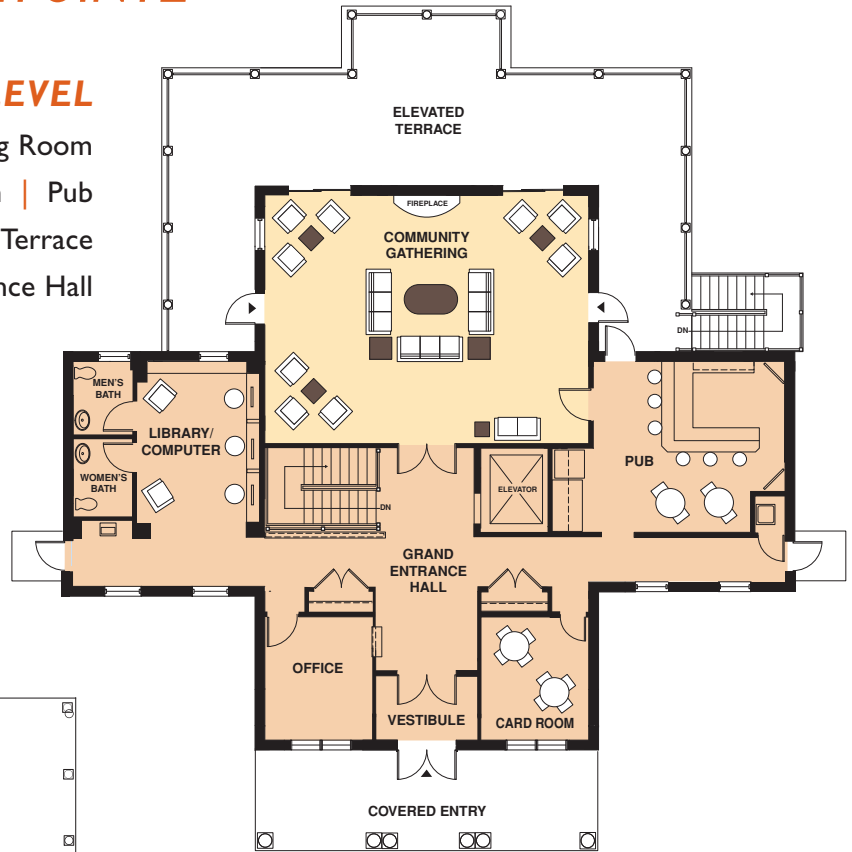 LEVEL
g Room
| Pub
Terrace
nce Hall
ELEVATED
TERRACE
FIREPLACE
COMMUNITY
GATHERING
DN
MEN'S
BATH
LIBRARY/
COMPUTER
WOMEN'S
BATH
PUB
ELEVATOR
DN
GRAND
ENTRANCE
HALL
OFFICE
VESTIBULE
CARD ROOM
COVERED ENTRY